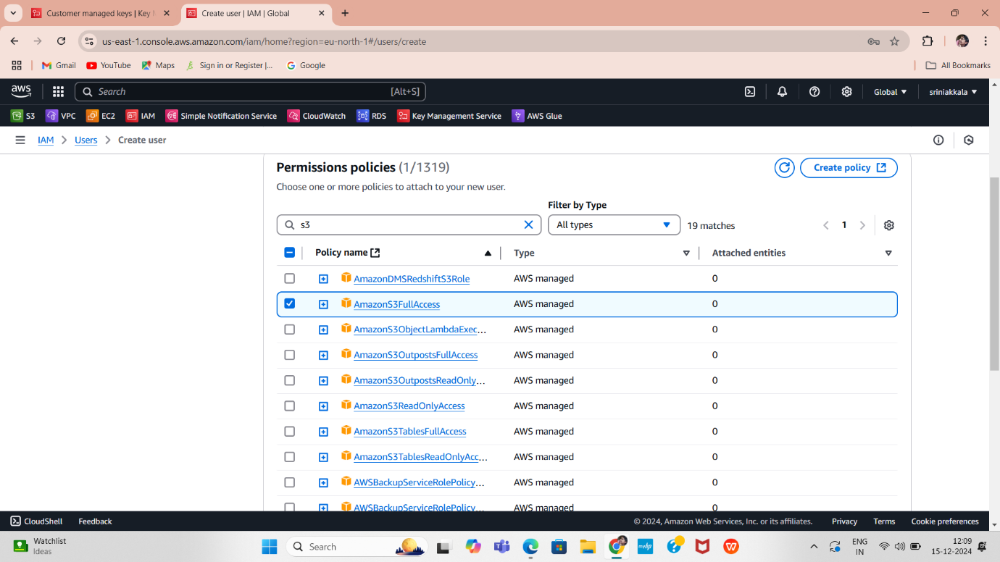 Customer managed keys | Key M
Create user | IAM | Global
us-east-1.console.aws.amazon.com/iam/home?region=eu-north-1#/users/create
Gmail YouTube Maps Sign in or Register |... Google All Bookmarks
aws Search [Alt+S] Global sriniakkala
S3 VPC EC2 IAM Simple Notification Service CloudWatch RDS Key Management Service AWS Glue
IAM Users Create user
Permissions policies (1/1319) Create policy
Choose one or more policies to attach to your new user.
Filter by Type
s3 All types 19 matches 1
Policy name Type Attached entities
AmazonDMSRedshiftS3Role AWS managed 0
AmazonS3FullAccess AWS managed 0
AmazonS3ObjectLambdaExec... AWS managed 0
AmazonS3OutpostsFullAccess AWS managed 0
AmazonS3OutpostsReadOnly... AWS managed 0
AmazonS3ReadOnlyAccess AWS managed 0
AmazonS3TablesFullAccess AWS managed 0
AmazonS3TablesReadOnlyAcc... AWS managed 0
AWSBackupServiceRolePolicy... AWS managed 0
AWSBackupServiceRolePolicy... AWS managed 0
CloudShell Feedback © 2024, Amazon Web Services, Inc. or its affiliates. Privacy Terms Cookie preferences
Watchlist
Ideas
Search
myhp
ENG
IN
12:09
15-12-2024